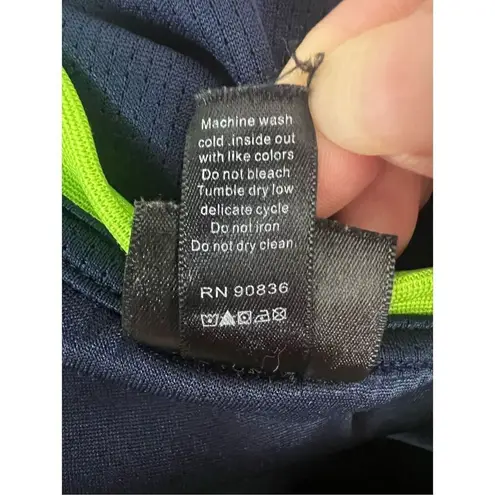 Machine wash
cold .inside out
with like colors
Do not bleach
Tumble dry low
delicate cycle
Do not iron
Do not dry clean.
RN 90836